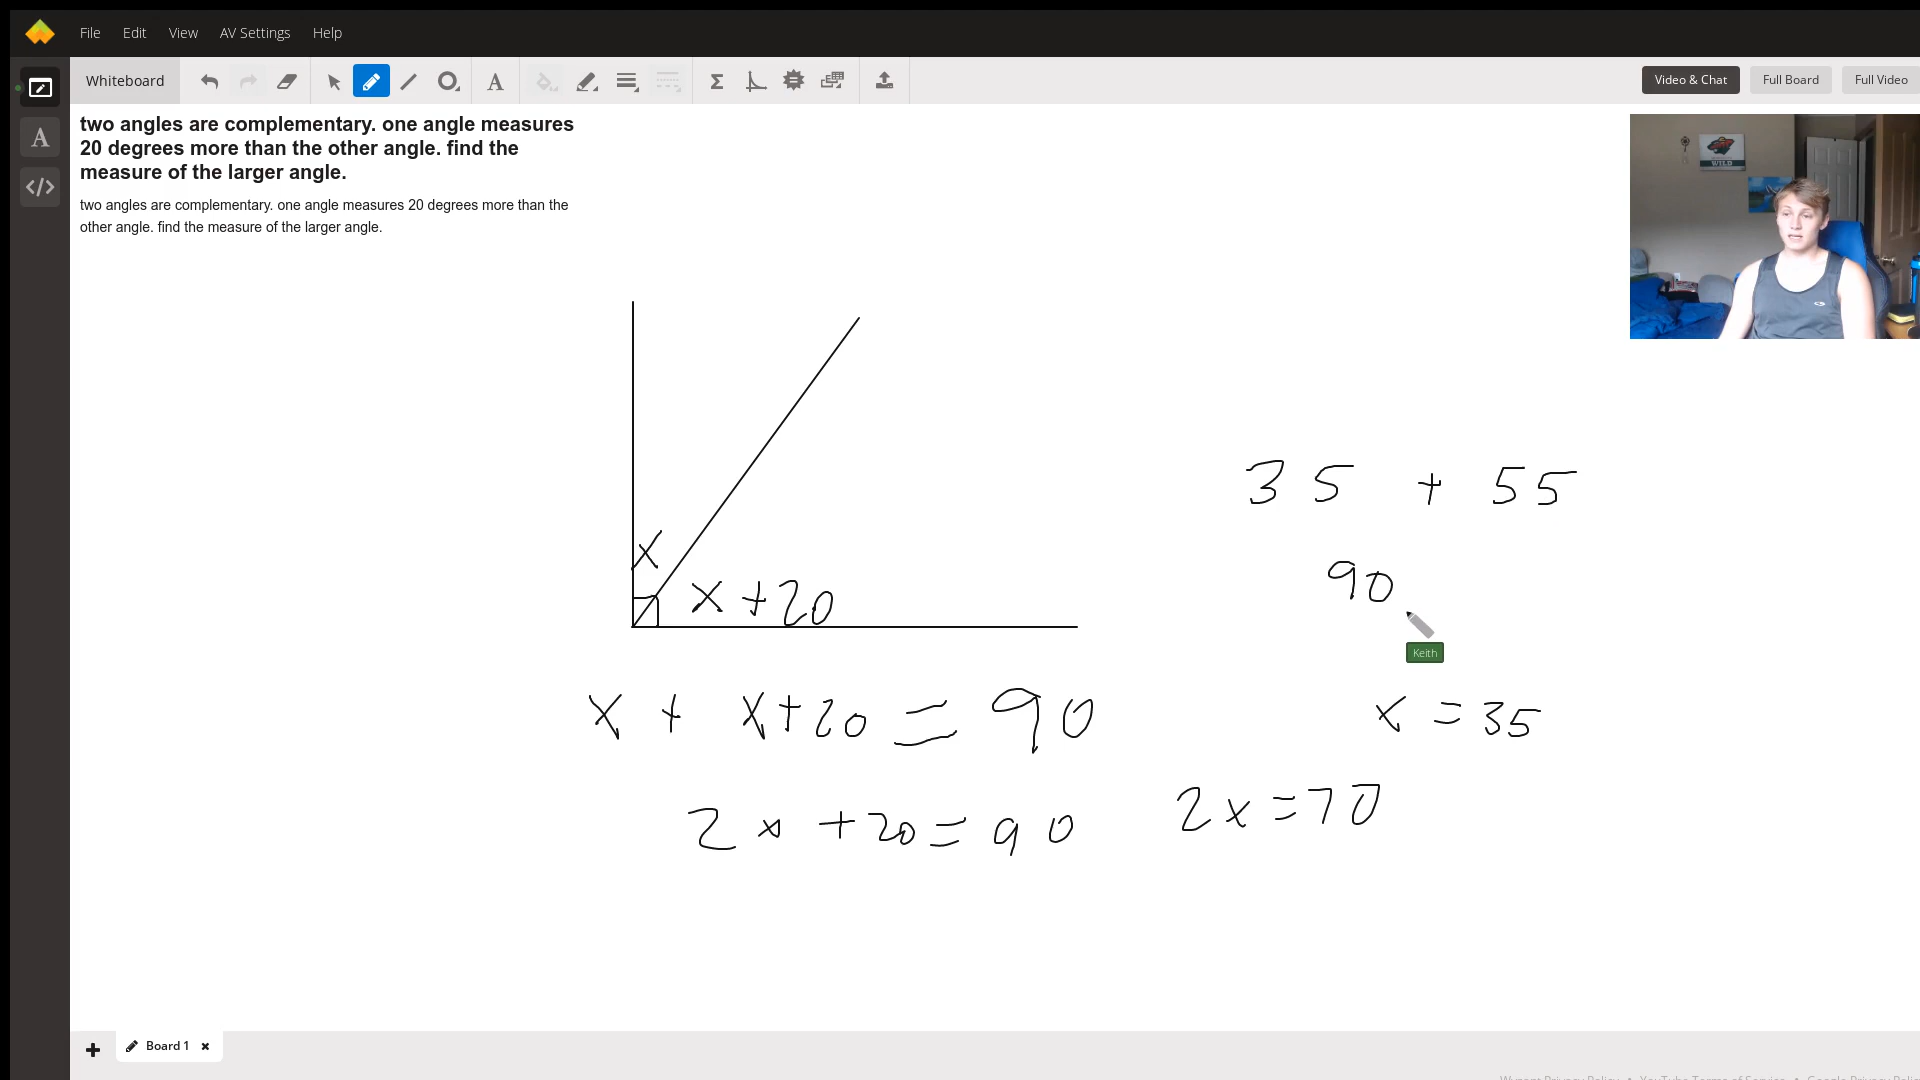 File Edit View AV Settings Help
Whiteboard A Σ Video & Chat Full Board Full Video
A
</>
two angles are complementary. one angle measures
20 degrees more than the other angle. find the
measure of the larger angle.
two angles are complementary. one angle measures 20 degrees more than the
other angle. find the measure of the larger angle.
WILD
35 + 55
x
x+20
90
Keith
x + x+20 = 90
x = 35
2x +20= 90
2x =70
Board 1